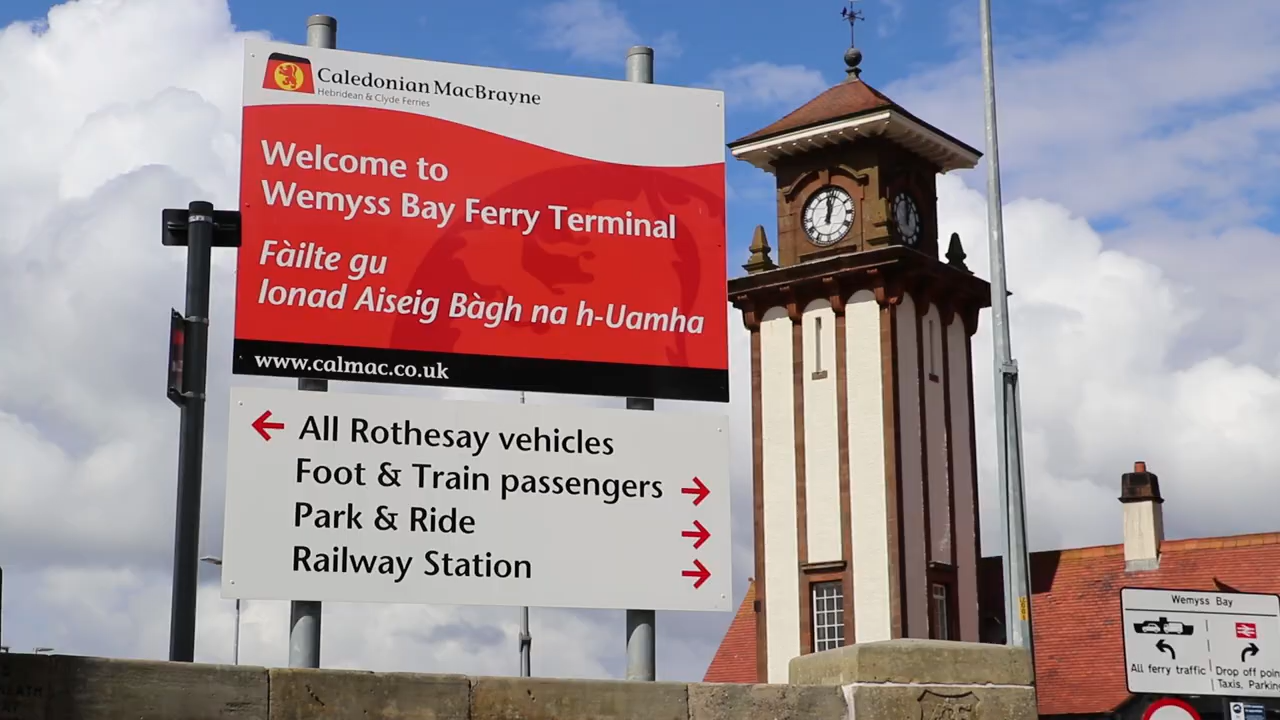 Caledonian MacBrayne
Hebridean & Clyde Ferries
Welcome to
Wemyss Bay Ferry Terminal
Fàilte gu
Ionad Aiseig Bàgh na h-Uamha
www.calmac.co.uk
All Rothesay vehicles
Foot & Train passengers
Park & Ride
Railway Station
Wemyss Bay
All ferry traffic
Drop off poin
Taxis, Parkin